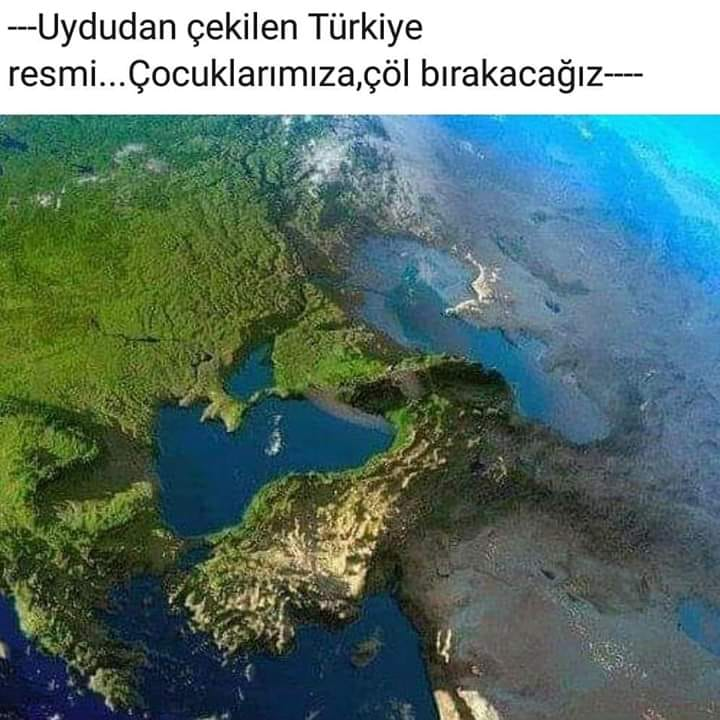 ---Uydudan çekilen Türkiye
resmi...Çocuklarımıza,çöl bırakacağız----